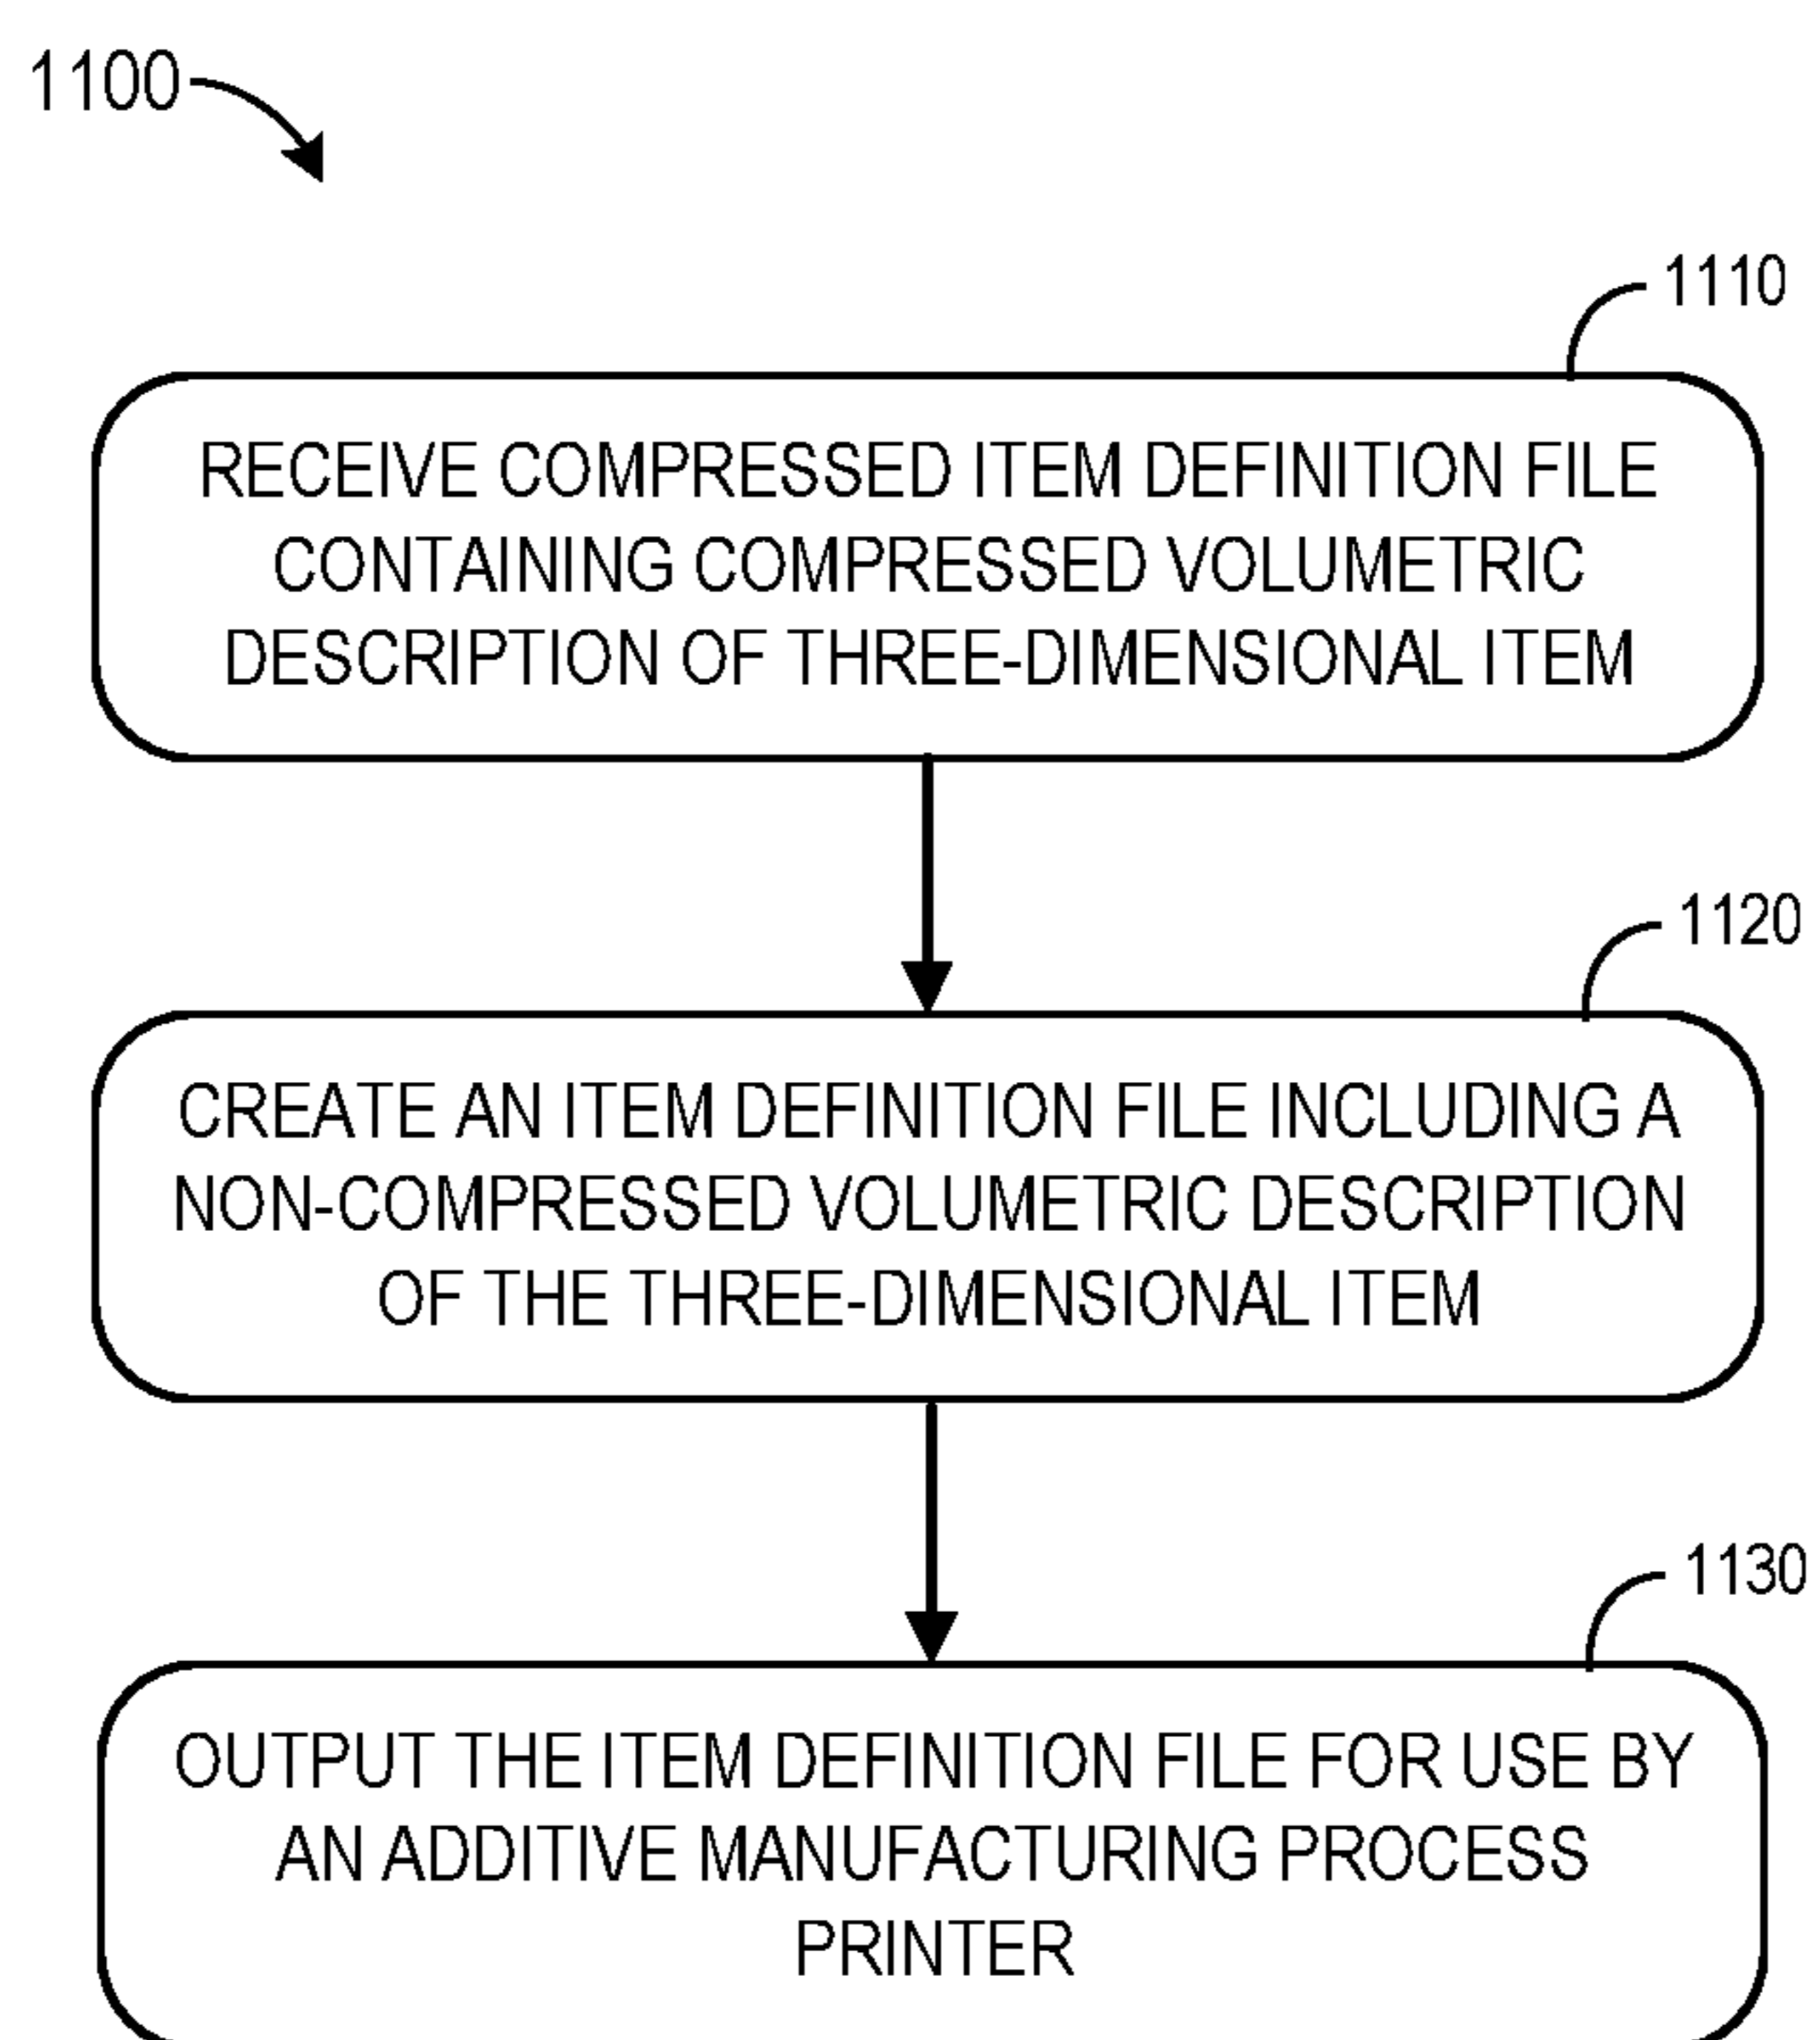 1100
1110
RECEIVE COMPRESSED ITEM DEFINITION FILE
CONTAINING COMPRESSED VOLUMETRIC
DESCRIPTION OF THREE-DIMENSIONAL ITEM
1120
CREATE AN ITEM DEFINITION FILE INCLUDING A
NON-COMPRESSED VOLUMETRIC DESCRIPTION
OF THE THREE-DIMENSIONAL ITEM
1130
OUTPUT THE ITEM DEFINITION FILE FOR USE BY
AN ADDITIVE MANUFACTURING PROCESS
PRINTER